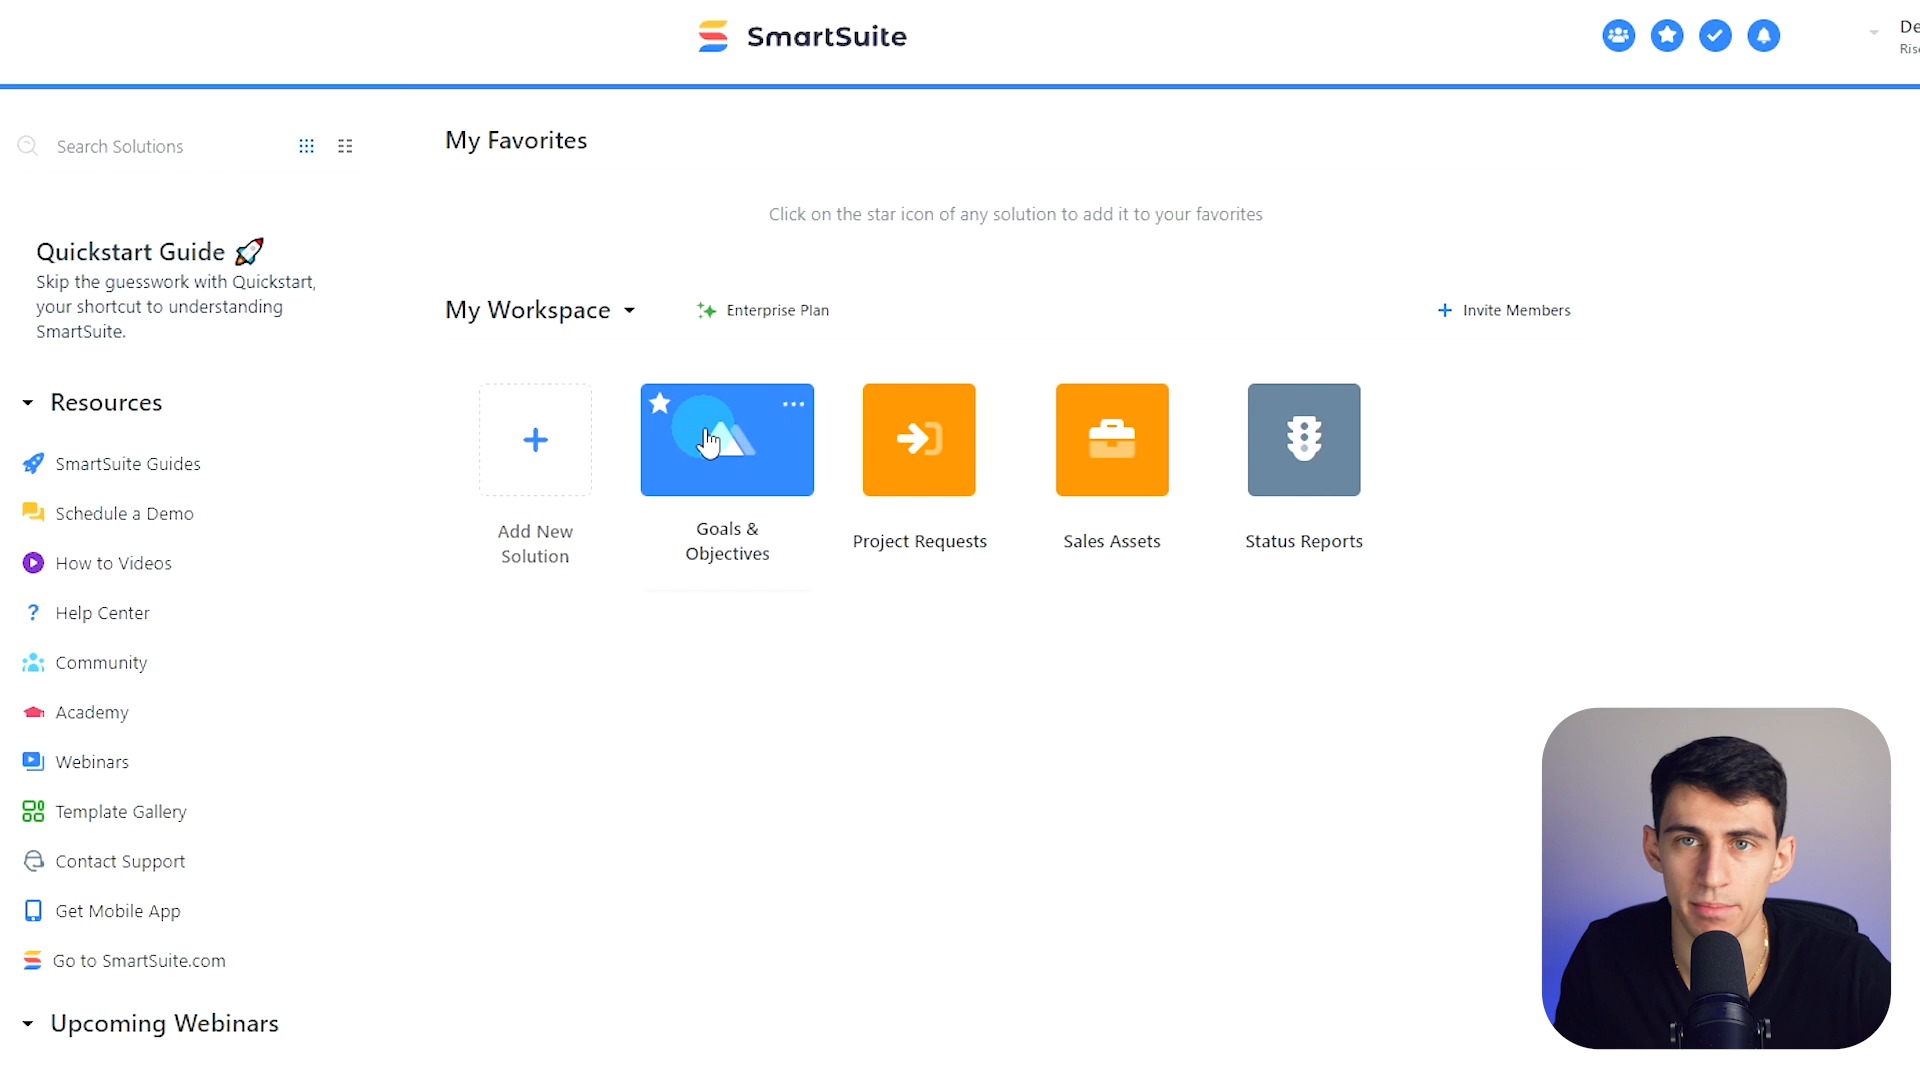 SmartSuite
De
Ris
Search Solutions
My Favorites
Click on the star icon of any solution to add it to your favorites
Quickstart Guide 🚀
Skip the guesswork with Quickstart,
your shortcut to understanding
SmartSuite.
My Workspace
Enterprise Plan
Invite Members
Add New
Solution
Goals &
Objectives
Project Requests
Sales Assets
Status Reports
Resources
SmartSuite Guides
Schedule a Demo
How to Videos
Help Center
Community
Academy
Webinars
Template Gallery
Contact Support
Get Mobile App
Go to SmartSuite.com
Upcoming Webinars